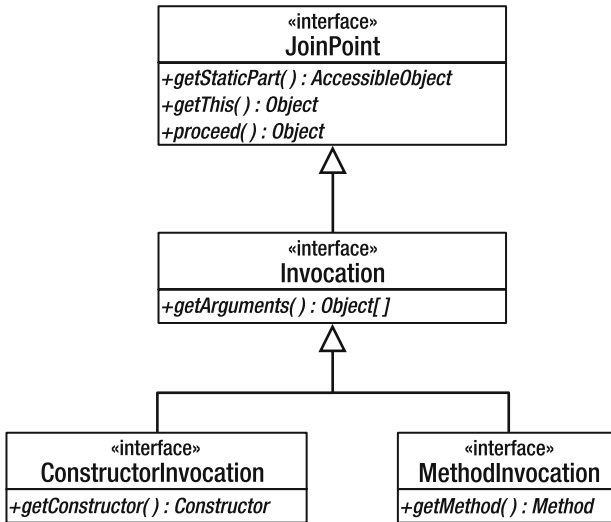 «interface»
JoinPoint
+getStaticPart( ) : AccessibleObject
+getThis( ) : Object
+proceed( ) : Object
«interface»
Invocation
+getArguments( ) : Object[ ]
«interface»
ConstructorInvocation
+getConstructor( ) : Constructor
«interface»
MethodInvocation
+getMethod( ) : Method